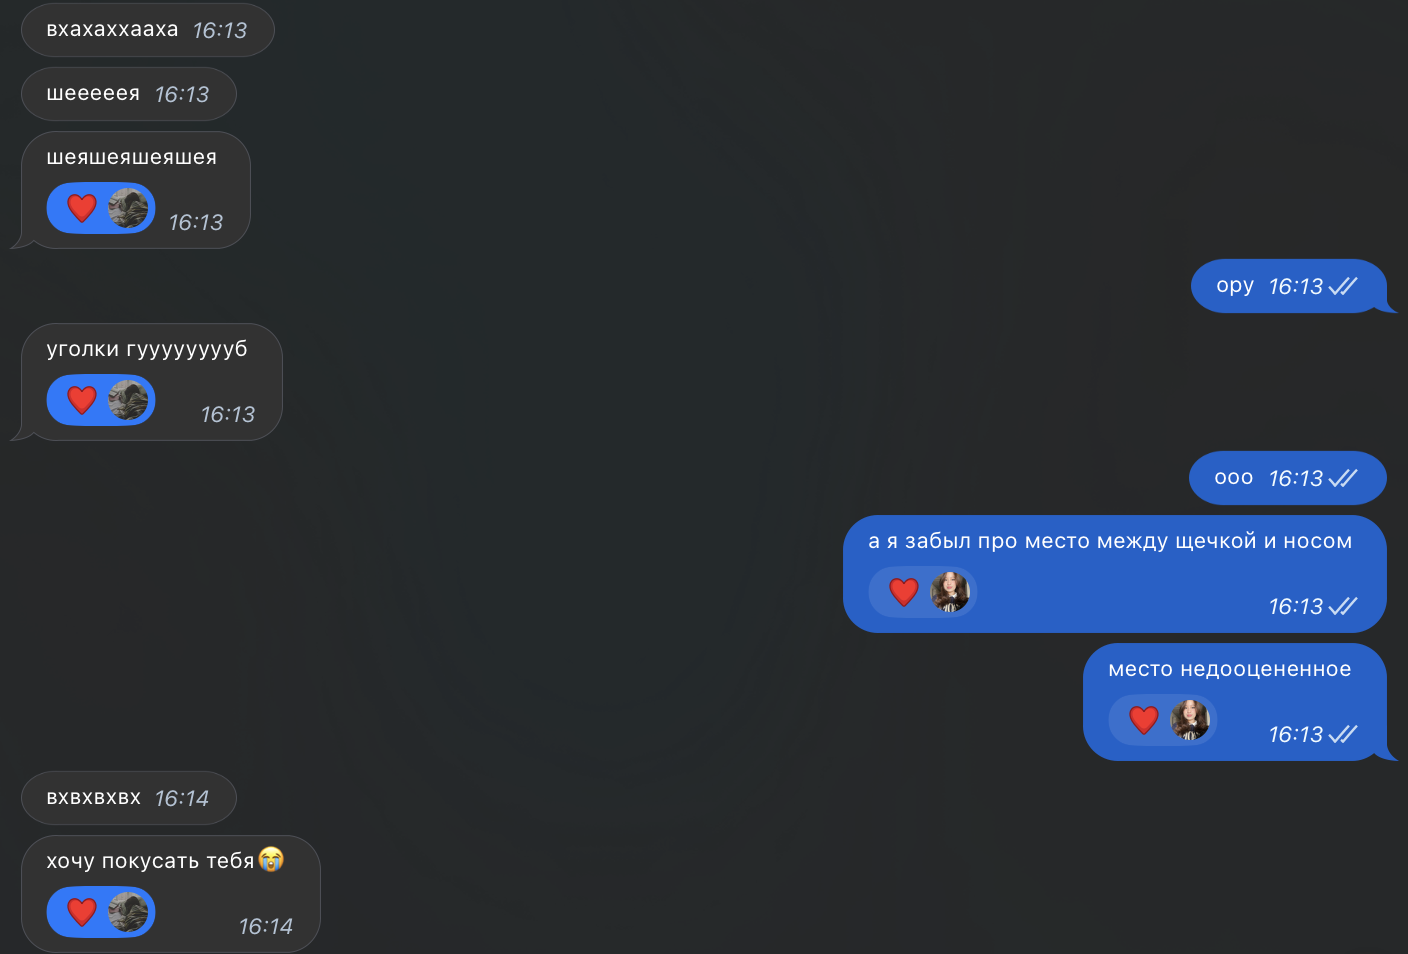 вхахаххааха 16:13
шееееея 16:13
шеяшеяшеяшея
16:13
ору 16:13
уголки гууууууууб
16:13
ооо 16:13
а я забыл про место между щечкой и носом
16:13
место недооцененное
16:13
вхвхвхвх 16:14
хочу покусать тебя😭
16:14